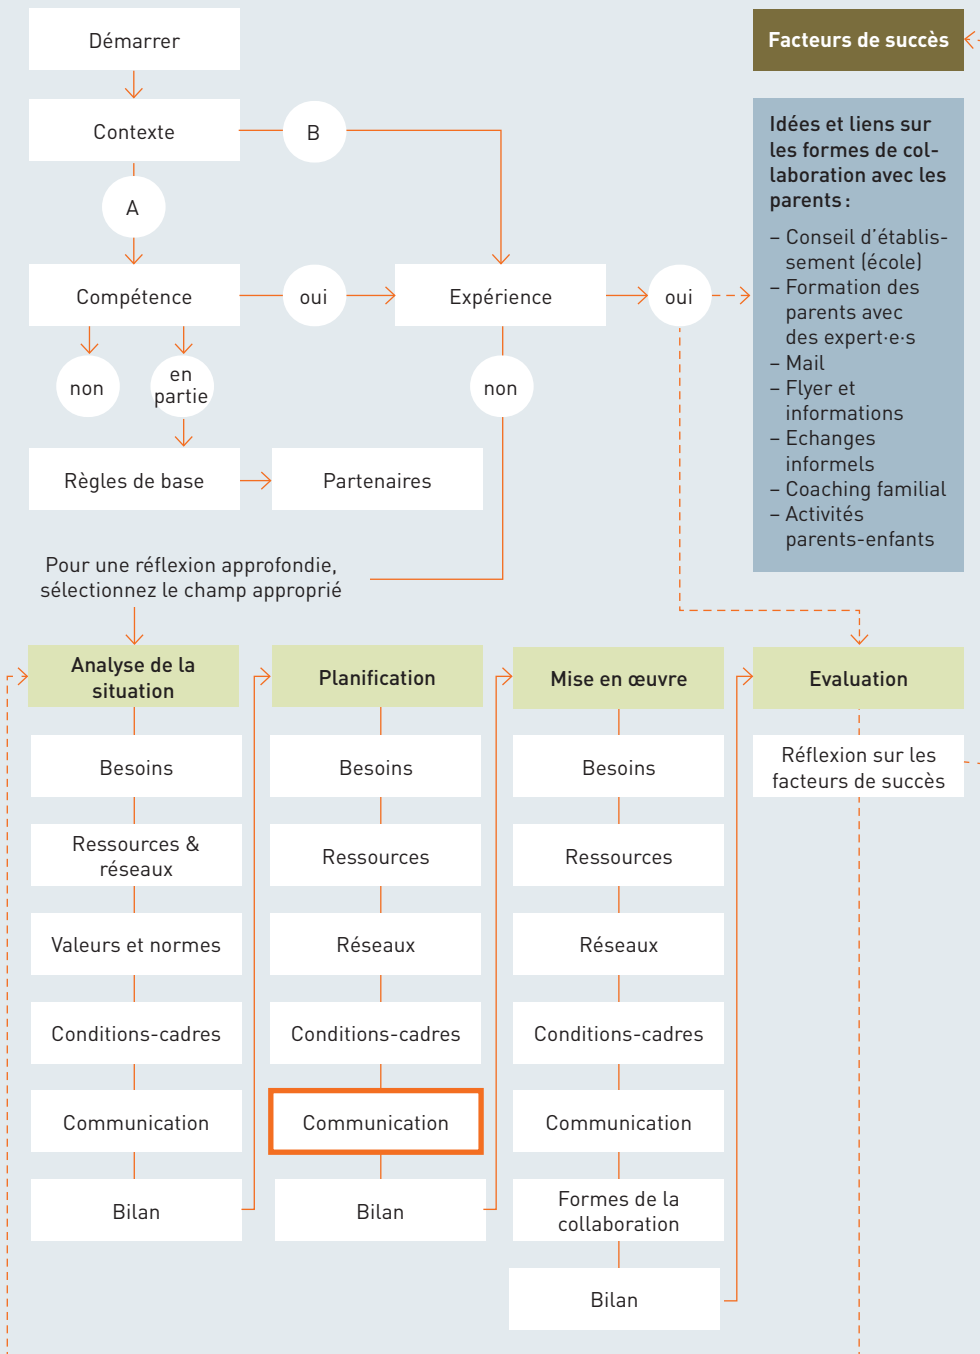 Démarrer
Contexte
B
A
Compétence
oui
Expérience
oui
non
en
partie
non
Règles de base
Partenaires
Facteurs de succès
Idées et liens sur
les formes de col-
laboration avec les
parents :
– Conseil d’établis-
sement (école)
– Formation des
parents avec
des expert·e·s
– Mail
– Flyer et
informations
– Echanges
informels
– Coaching familial
– Activités
parents-enfants
Pour une réflexion approfondie,
sélectionnez le champ approprié
Analyse de la
situation
Besoins
Ressources &
réseaux
Valeurs et normes
Conditions-cadres
Communication
Bilan
Planification
Besoins
Ressources
Réseaux
Conditions-cadres
Communication
Bilan
Mise en œuvre
Besoins
Ressources
Réseaux
Conditions-cadres
Communication
Formes de la
collaboration
Bilan
Evaluation
Réflexion sur les
facteurs de succès